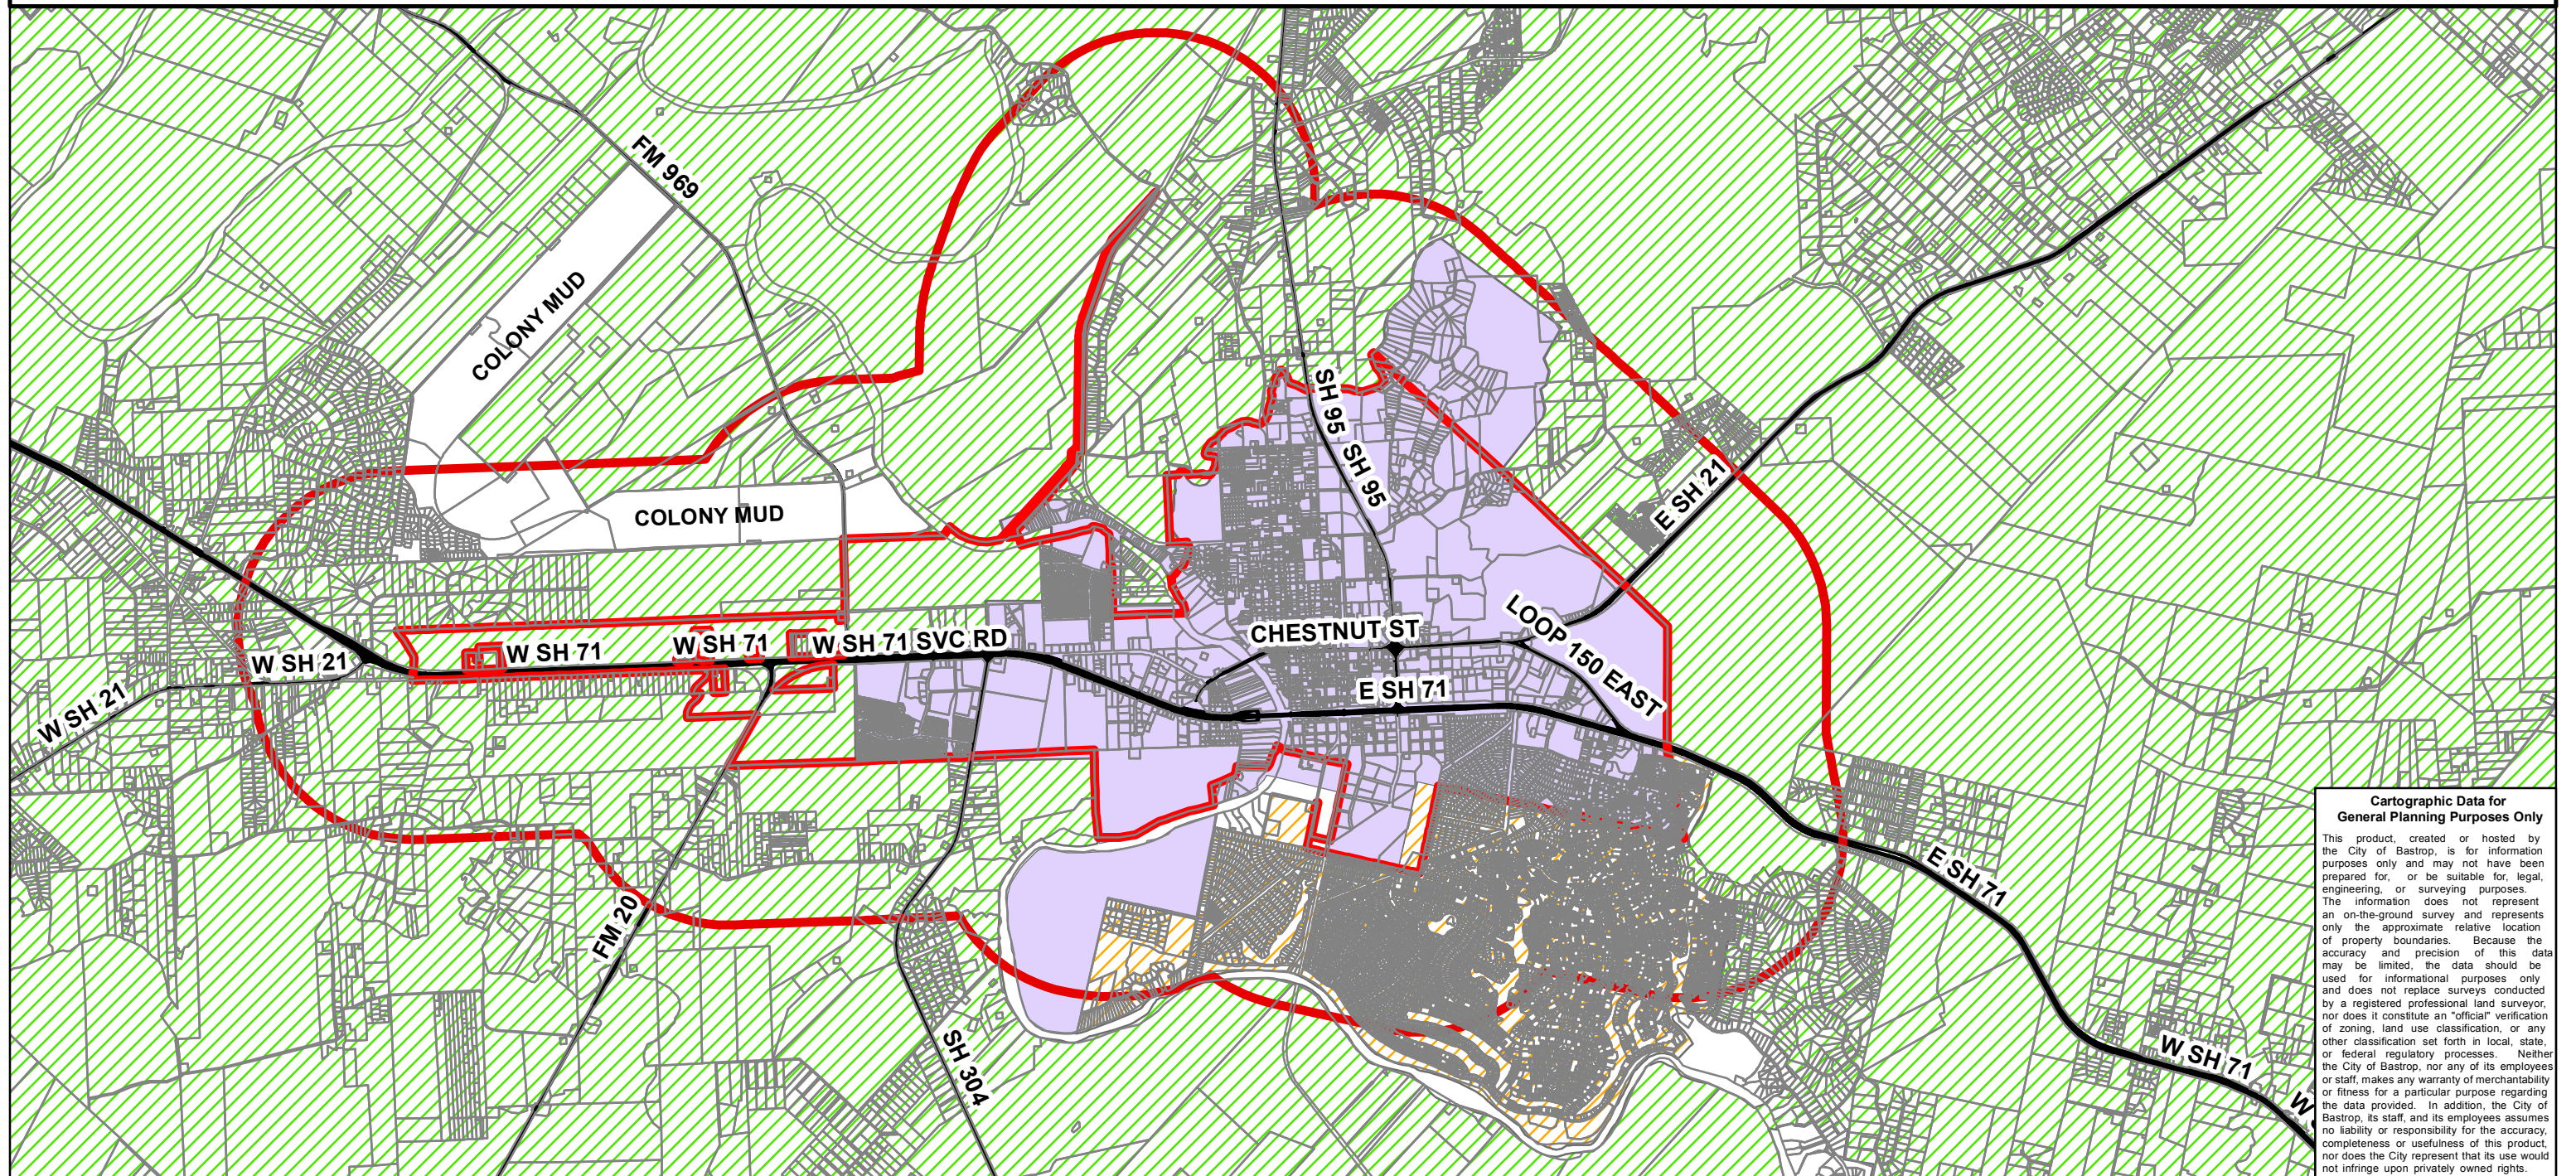 FM 969
COLONY MUD
SH 95
SH 95
COLONY MUD
E SH 21
LOOP 150 EAST
CHESTNUT ST
W SH 71
W SH 71
W SH 71 SVC RD
W SH 21
E SH 71
W SH 21
E SH 71
FM 20
SH 304
W SH 71
Cartographic Data for
General Planning Purposes Only
This product, created or hosted by
the City of Bastrop, is for information
purposes only and may not have been
prepared for, or be suitable for, legal,
engineering, or surveying purposes.
The information does not represent
an on-the-ground survey and represents
only the approximate relative location
of property boundaries. Because the
accuracy and precision of this data
may be limited, the data should be
used for informational purposes only
and does not replace surveys conducted
by a registered professional land surveyor,
nor does it constitute an "official" verification
of zoning, land use classification, or any
other classification set forth in local, state,
or federal regulatory processes. Neither
the City of Bastrop, nor any of its employees
or staff, makes any warranty of merchantability
or fitness for a particular purpose regarding
the data provided. In addition, the City of
Bastrop, its staff, and its employees assumes
no liability or responsibility for the accuracy,
completeness or usefulness of this product,
nor does the City represent that its use would
not infringe upon privately owned rights.